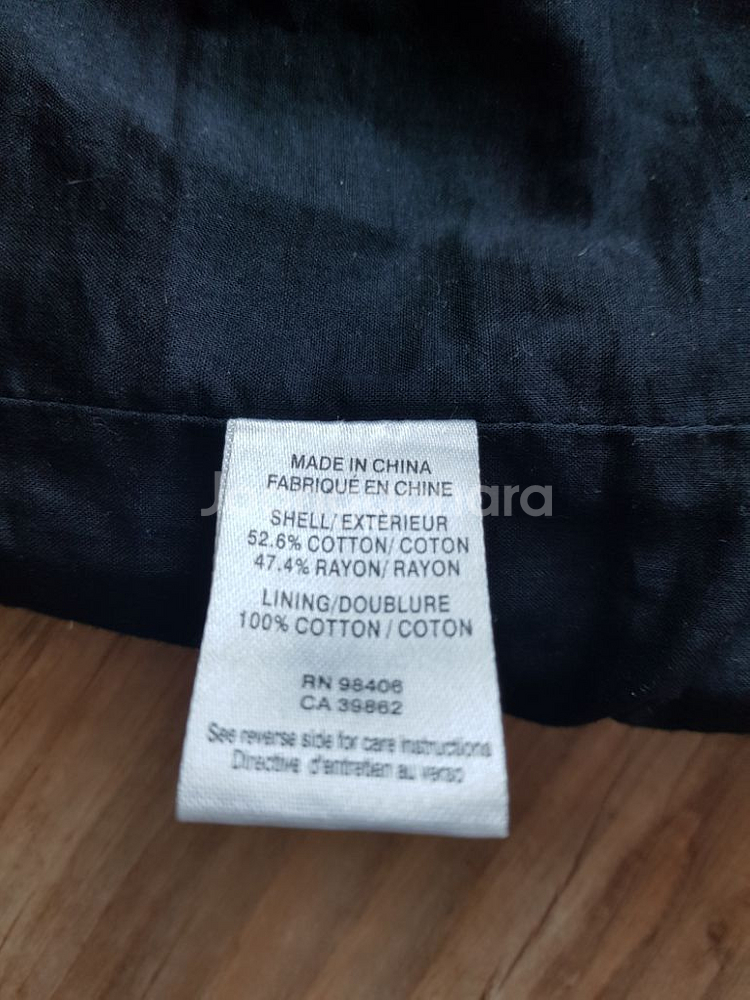 MADE IN CHINA
FABRIQUÉ EN CHINE
SHELL/EXTÉRIEUR
52.6% COTTON/COTON
47.4% RAYON/RAYON
LINING/DOUBLURE
100% COTTON/COTON
RN 98406
CA 39862
See reverse side for care instructions
Directive d'entretien au verso